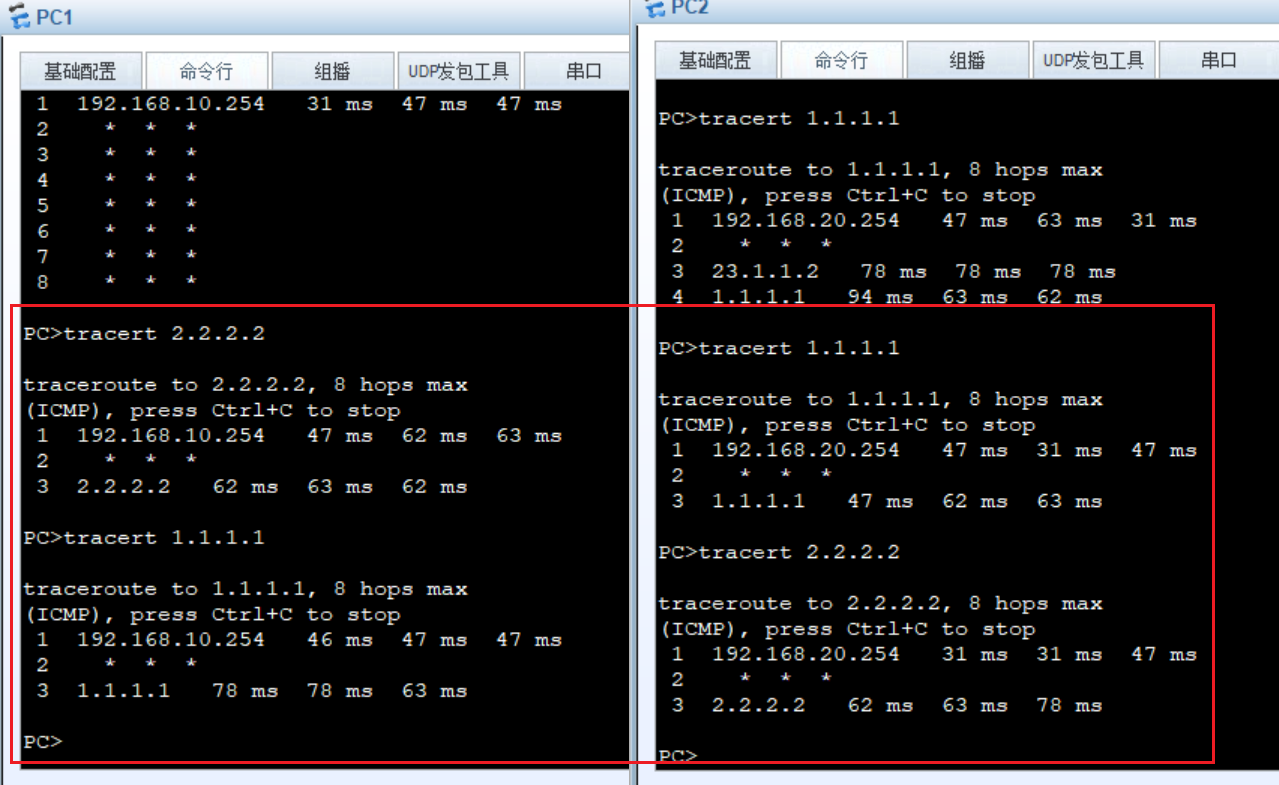 PC1
基础配置 命令行 组播 UDP发包工具 串口
1 192.168.10.254 31 ms 47 ms 47 ms
2 * * *
3 * * *
4 * * *
5 * * *
6 * * *
7 * * *
8 * * *
PC>tracert 2.2.2.2
traceroute to 2.2.2.2, 8 hops max
(ICMP), press Ctrl+C to stop
1 192.168.10.254 47 ms 62 ms 63 ms
2 * * *
3 2.2.2.2 62 ms 63 ms 62 ms
PC>tracert 1.1.1.1
traceroute to 1.1.1.1, 8 hops max
(ICMP), press Ctrl+C to stop
1 192.168.10.254 46 ms 47 ms 47 ms
2 * * *
3 1.1.1.1 78 ms 78 ms 63 ms
PC>
PC2
基础配置 命令行 组播 UDP发包工具 串口
PC>tracert 1.1.1.1
traceroute to 1.1.1.1, 8 hops max
(ICMP), press Ctrl+C to stop
1 192.168.20.254 47 ms 63 ms 31 ms
2 * * *
3 23.1.1.2 78 ms 78 ms 78 ms
4 1.1.1.1 94 ms 63 ms 62 ms
PC>tracert 1.1.1.1
traceroute to 1.1.1.1, 8 hops max
(ICMP), press Ctrl+C to stop
1 192.168.20.254 47 ms 31 ms 47 ms
2 * * *
3 1.1.1.1 47 ms 62 ms 63 ms
PC>tracert 2.2.2.2
traceroute to 2.2.2.2, 8 hops max
(ICMP), press Ctrl+C to stop
1 192.168.20.254 31 ms 31 ms 47 ms
2 * * *
3 2.2.2.2 62 ms 63 ms 78 ms
PC>